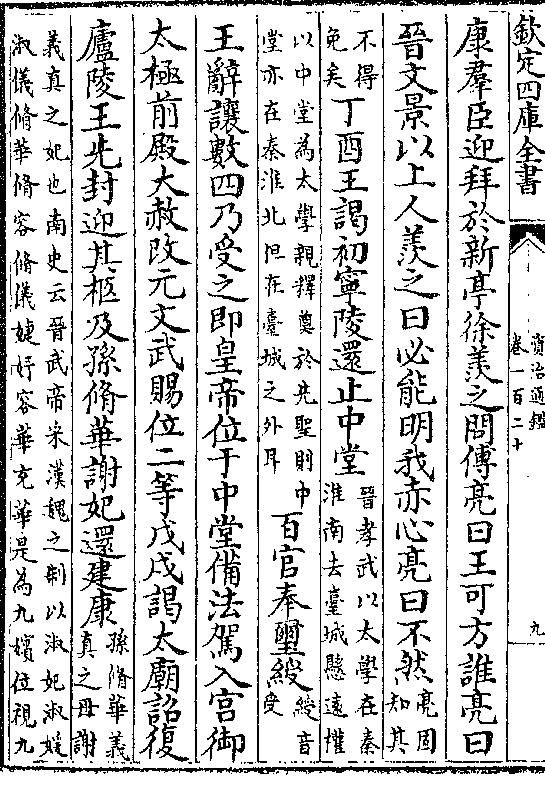 欽定四庫全書
資治通鑑
卷一百二十
九
康羣臣迎拜於新亭徐羨之問傅亮曰王可方誰亮曰
晉文景以上人羨之曰必能明我赤心亮曰不然亮固
知其
不得
免矣丁酉王謁初寧陵還止中堂晉孝武以太學在秦
淮南去臺城懸遠權
以中堂為太學親釋奠於先聖則中
堂亦在秦淮北但在臺城之外耳百官奉璽綬綬音
受
王辭讓數四乃受之即皇帝位于中堂備法駕入宮御
太極前殿大赦改元文武賜位二等戊戌謁太廟詔復
廬陵王先封迎其柩及孫脩華謝妃還建康孫脩華義
真之母謝
義真之妃也南史云晉武帝采漢魏之制以淑妃淑媛
淑儀脩華脩容脩儀婕妤容華充華是為九嬪位視九